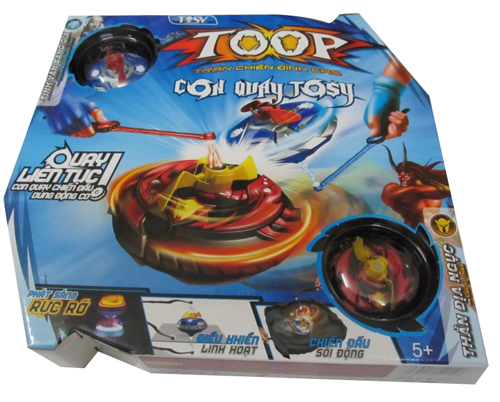 TOSY
TOOP
TRẬN CHIẾN ĐỈNH CAO
CON QUAY TOSY
QUAY
LIÊN TỤC
CON QUAY CHIẾN ĐẤU
DÙNG ĐỘNG CƠ
PHÁT SÁNG
RỰC RỠ
ĐIỀU KHIỂN
LINH HOẠT
CHIẾN ĐẤU
SÔI ĐỘNG
5+
THẦN ĐỊA NGỤC